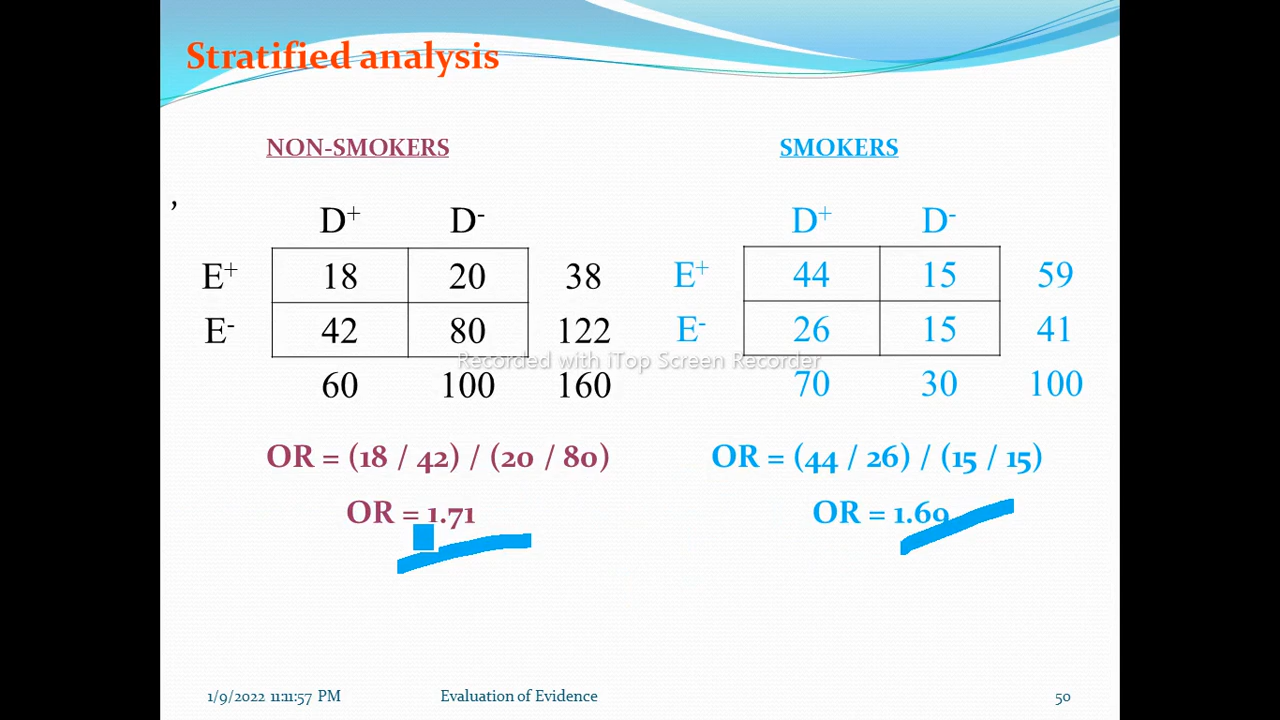 Stratified analysis
NON-SMOKERS
SMOKERS
,
D+ D-
E+ 18 20 38
E- 42 80 122
60 100 160
D+ D-
E+ 44 15 59
E- 26 15 41
70 30 100
Recorded with iTop Screen Recorder
OR = (18 / 42) / (20 / 80)
OR = 1.71
OR = (44 / 26) / (15 / 15)
OR = 1.69
1/9/2022 11:11:57 PM
Evaluation of Evidence
50